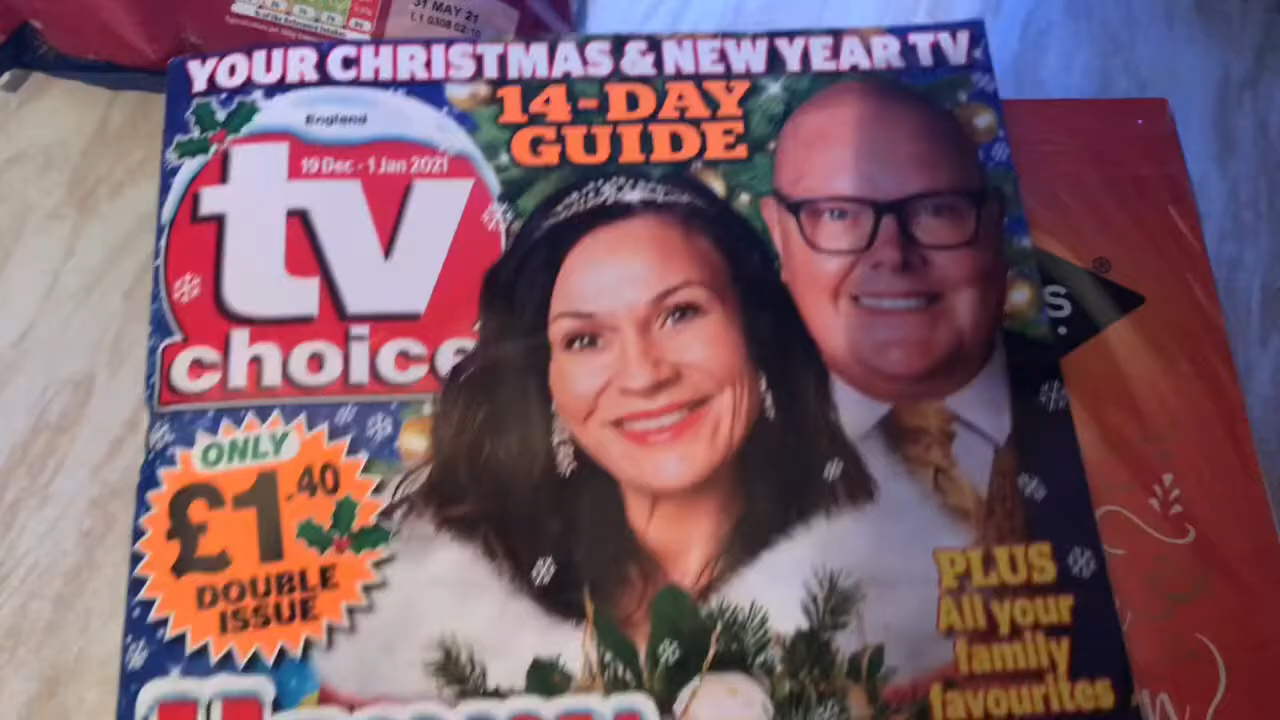 31 MAY 21
YOUR CHRISTMAS & NEW YEAR TV
14-DAY
GUIDE
England
19 Dec - 1 Jan 2021
tv
choice
S
®
ONLY
£1.40
DOUBLE
ISSUE
PLUS
All your
family
favourites